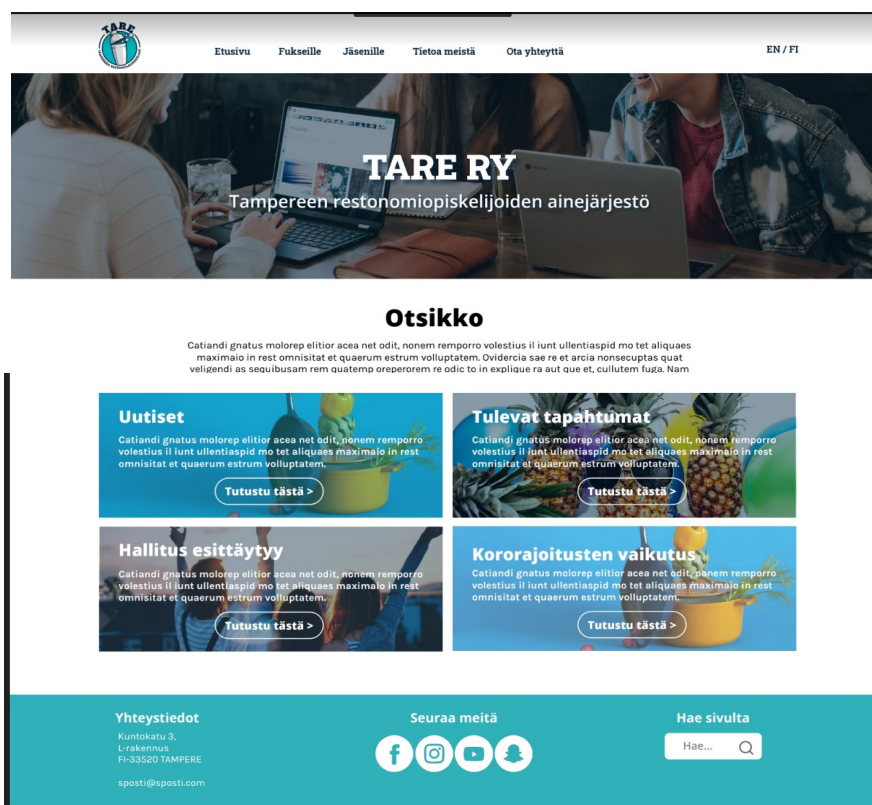 TARE
Etusivu Fukseille Jäsenille Tietoa meistä Ota yhteyttä EN / FI
TARE RY
Tampereen restonomiopiskelijoiden ainejärjestö
Otsikko
Catiandi gnatus molorep elitior acea net odit, nonem remporro volestius il iunt ullentiaspid mo tet aliquaes
maximaio in rest omnisitat et quaerum estrum volluptatem. Ovidercia sae re et arcia nonsecuptas quat
veligendi as sequibusam rem quatemp oreperorem re odic to in explique ra aut que et, cullutem fuga. Nam
Uutiset
Catiandi gnatus molorep elitior acea net odit, nonem remporro
volestius il iunt ullentiaspid mo tet aliquaes maximaio in rest
omnisitat et quaerum estrum volluptatem.
Tutustu tästä >
Tulevat tapahtumat
Catiandi gnatus molorep elitior acea net odit, nonem remporro
volestius il iunt ullentiaspid mo tet aliquaes maximaio in rest
omnisitat et quaerum estrum volluptatem.
Tutustu tästä >
Hallitus esittäytyy
Catiandi gnatus molorep elitior acea net odit, nonem remporro
volestius il iunt ullentiaspid mo tet aliquaes maximaio in rest
omnisitat et quaerum estrum volluptatem.
Tutustu tästä >
Kororajoitusten vaikutus
Catiandi gnatus molorep elitior acea net odit, nonem remporro
volestius il iunt ullentiaspid mo tet aliquaes maximaio in rest
omnisitat et quaerum estrum volluptatem.
Tutustu tästä >
Yhteystiedot
Kuntokatu 3,
L-rakennus
FI-33520 TAMPERE
sposti@sposti.com
Seuraa meitä
Hae sivulta
Hae...